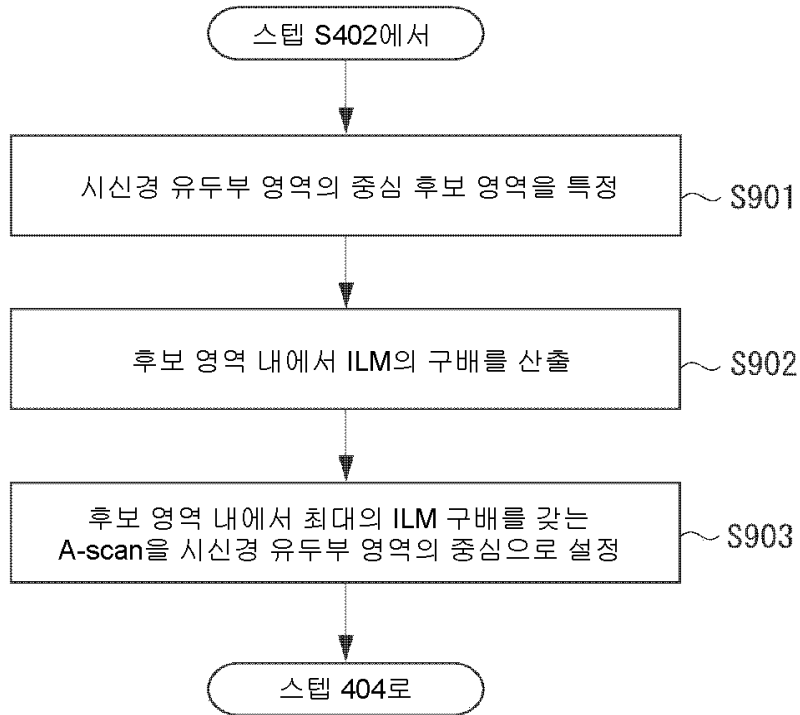 스텝 S402에서
시신경 유두부 영역의 중심 후보 영역을 특정
S901
후보 영역 내에서 ILM의 구배를 산출
S902
후보 영역 내에서 최대의 ILM 구배를 갖는
A-scan을 시신경 유두부 영역의 중심으로 설정
S903
스텝 404로